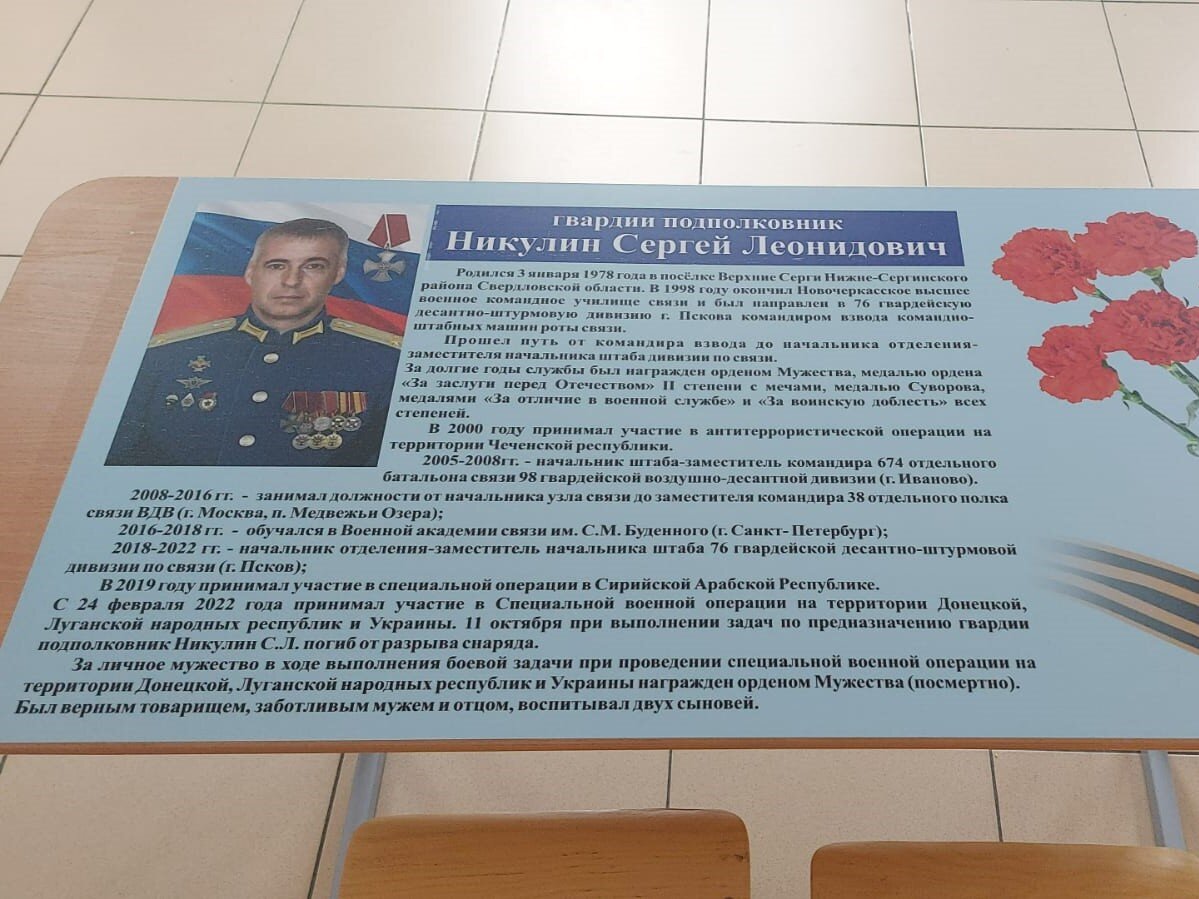 гвардии подполковник
Никулин Сергей Леонидович
Родился 3 января 1978 года в посёлке Верхние Серги Нижне-Сергинского
района Свердловской области. В 1998 году окончил Новочеркасское высшее
военное командное училище связи и был направлен в 76 гвардейскую
десантно-штурмовую дивизию г. Пскова командиром взвода командно-
штабных машин роты связи.
Прошел путь от командира взвода до начальника отделения-
заместителя начальника штаба дивизии по связи.
За долгие годы службы был награжден орденом Мужества, медалью ордена
«За заслуги перед Отечеством» II степени с мечами, медалью Суворова,
медалями «За отличие в военной службе» и «За воинскую доблесть» всех
степеней.
В 2000 году принимал участие в антитеррористической операции на
территории Чеченской республики.
2005-2008гг. - начальник штаба-заместитель командира 674 отдельного
батальона связи 98 гвардейской воздушно-десантной дивизии (г. Иваново).
2008-2016 гг. - занимал должности от начальника узла связи до заместителя командира 38 отдельного полка
связи ВДВ (г. Москва, п. Медвежьи Озера);
2016-2018 гг. - обучался в Военной академии связи им. С.М. Буденного (г. Санкт- Петербург);
2018-2022 гг. - начальник отделения-заместитель начальника штаба 76 гвардейской десантно-штурмовой
дивизии по связи (г. Псков);
В 2019 году принимал участие в специальной операции в Сирийской Арабской Республике.
С 24 февраля 2022 года принимал участие в Специальной военной операции на территории Донецкой,
Луганской народных республик и Украины. 11 октября при выполнении задач по предназначению гвардии
подполковник Никулин С.Л. погиб от разрыва снаряда.
За личное мужество в ходе выполнения боевой задачи при проведении специальной военной операции на
территории Донецкой, Луганской народных республик и Украины награжден орденом Мужества (посмертно).
Был верным товарищем, заботливым мужем и отцом, воспитывал двух сыновей.